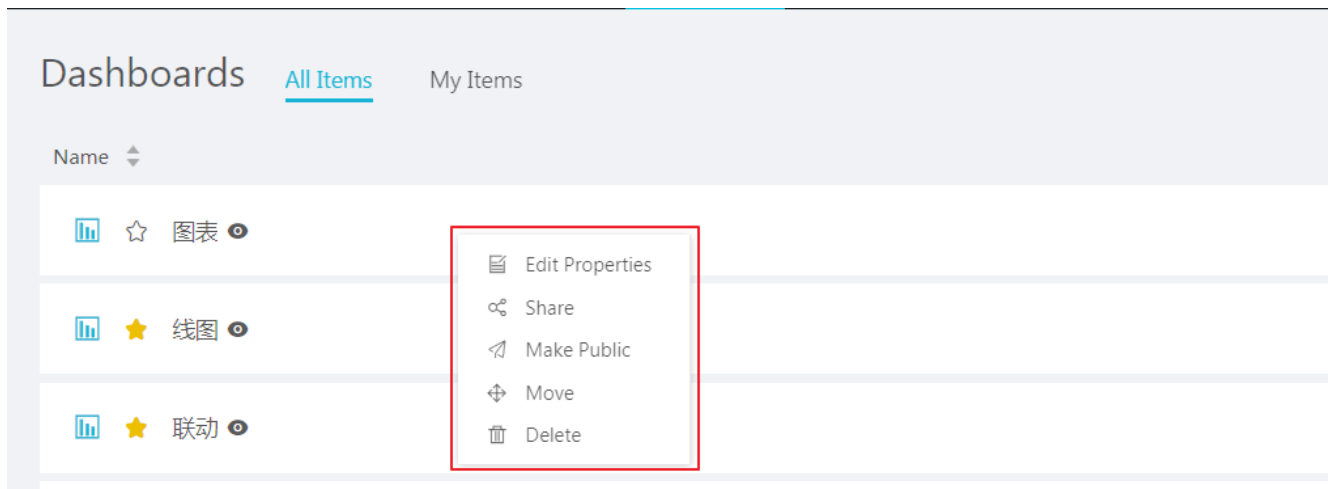 Dashboards All Items My Items
Name
图表
Edit Properties
Share
线图
Make Public
Move
联动
Delete